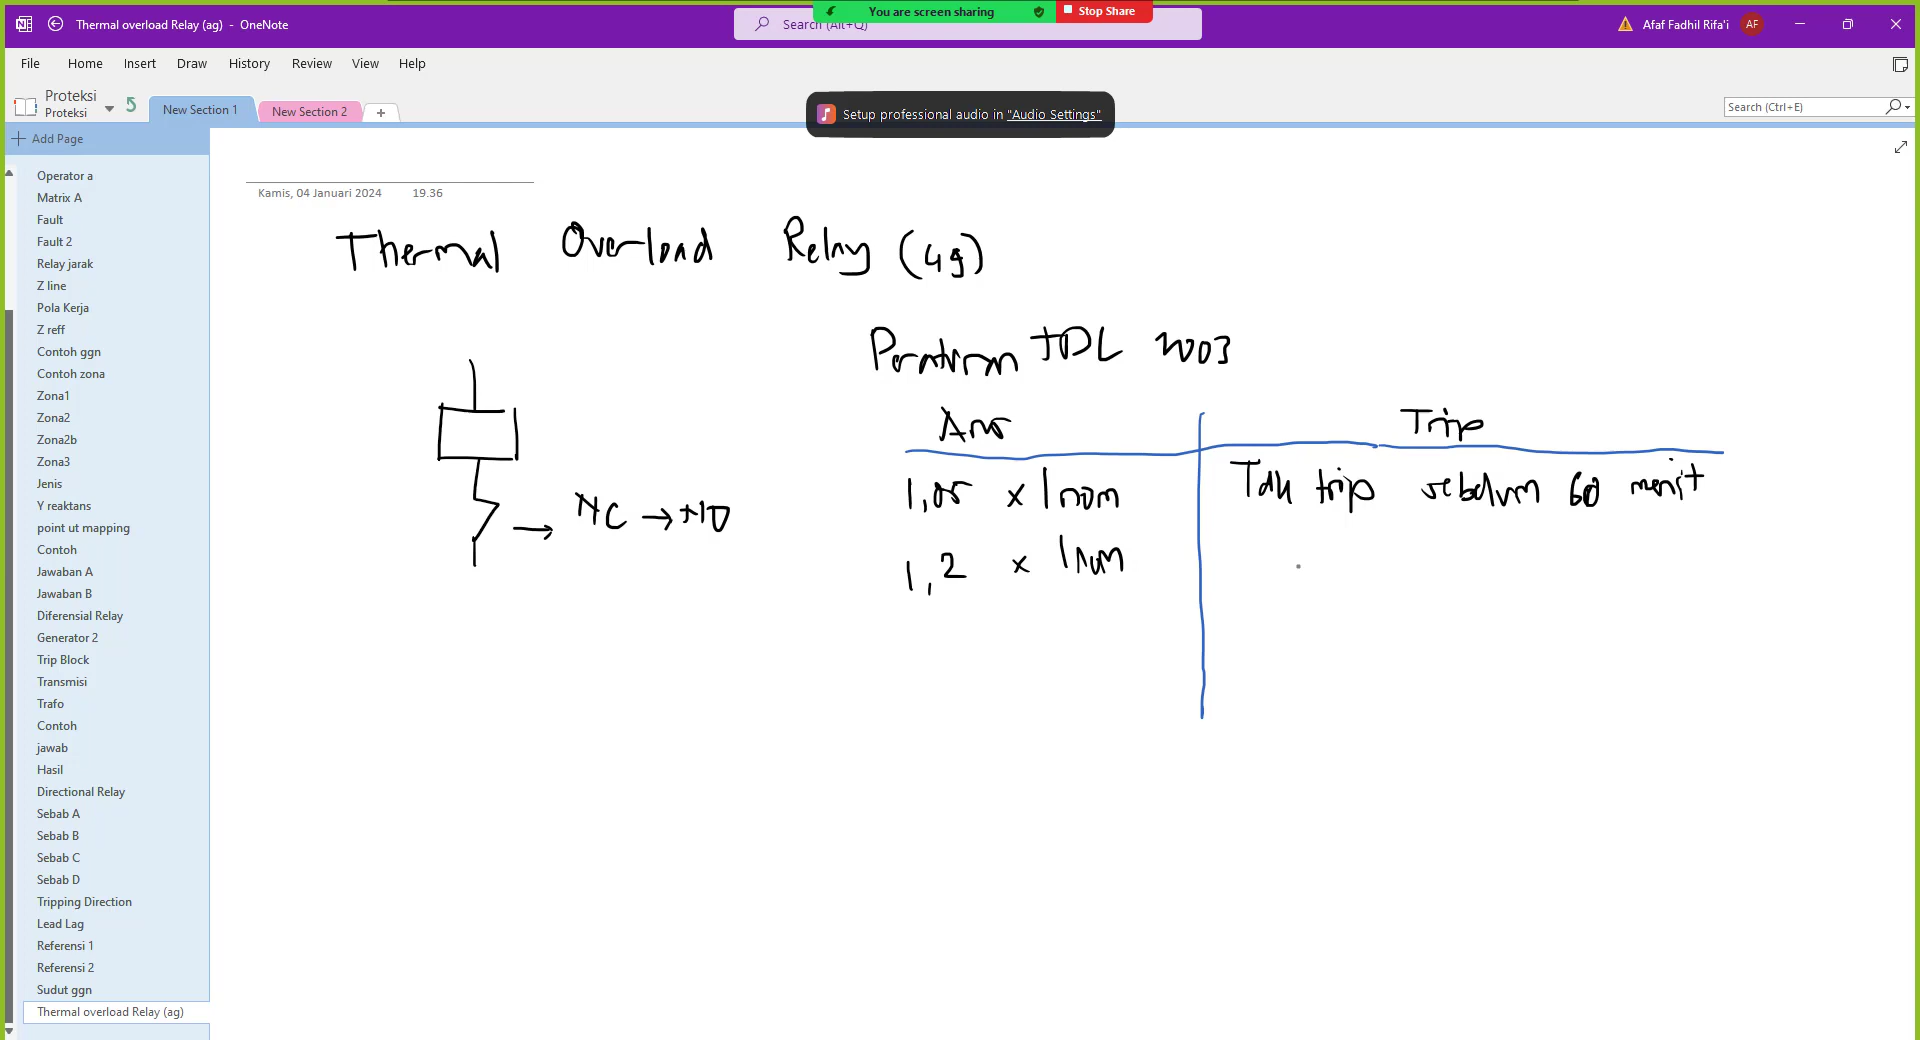 You are screen sharing Stop Share
Thermal overload Relay (ag) - OneNote
Search (Alt+Q)
Afaf Fadhil Rifa'i AF
File Home Insert Draw History Review View Help
Proteksi
Proteksi
New Section 1 New Section 2 +
Setup professional audio in "Audio Settings"
Search (Ctrl+E)
Add Page
Operator a
Matrix A
Fault
Fault 2
Relay jarak
Z line
Pola Kerja
Z reff
Contoh ggn
Contoh zona
Zona1
Zona2
Zona2b
Zona3
Jenis
Y reaktans
point ut mapping
Contoh
Jawaban A
Jawaban B
Diferensial Relay
Generator 2
Trip Block
Transmisi
Trafo
Contoh
jawab
Hasil
Directional Relay
Sebab A
Sebab B
Sebab C
Sebab D
Tripping Direction
Lead Lag
Referensi 1
Referensi 2
Sudut ggn
Thermal overload Relay (ag)
Kamis, 04 Januari 2024 19.36
Thermal Overload Relay (49)
Peraturan TDL 2003
NC → NO
Arus Trip
1,05 x Inom Tdk trip sebelum 60 menit
1,2 x Inom